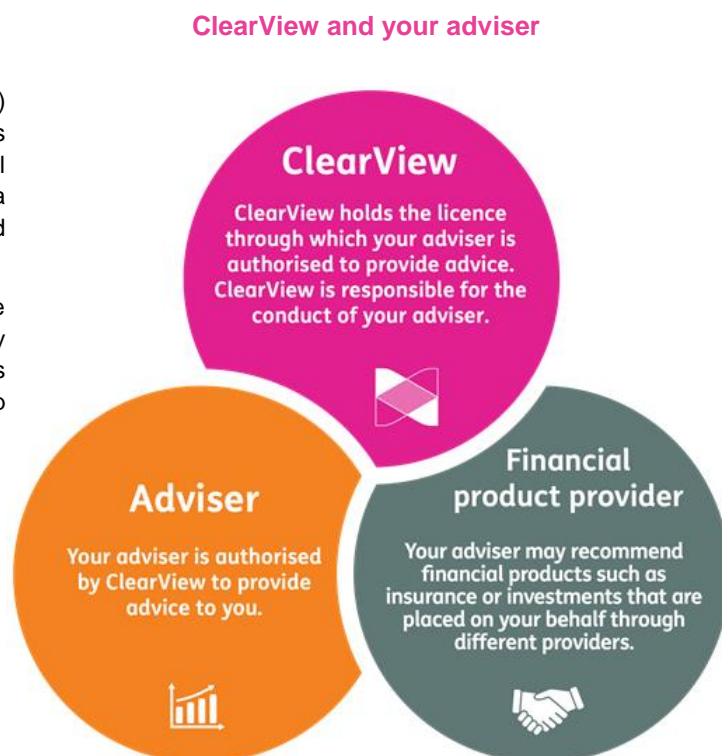 ClearView and your adviser
)
s
l
a
d
e
y
s
o
ClearView
ClearView holds the licence
through which your adviser is
authorised to provide advice.
ClearView is responsible for the
conduct of your adviser.
Adviser
Your adviser is authorised
by ClearView to provide
advice to you.
Financial
product provider
Your adviser may recommend
financial products such as
insurance or investments that are
placed on your behalf through
different providers.